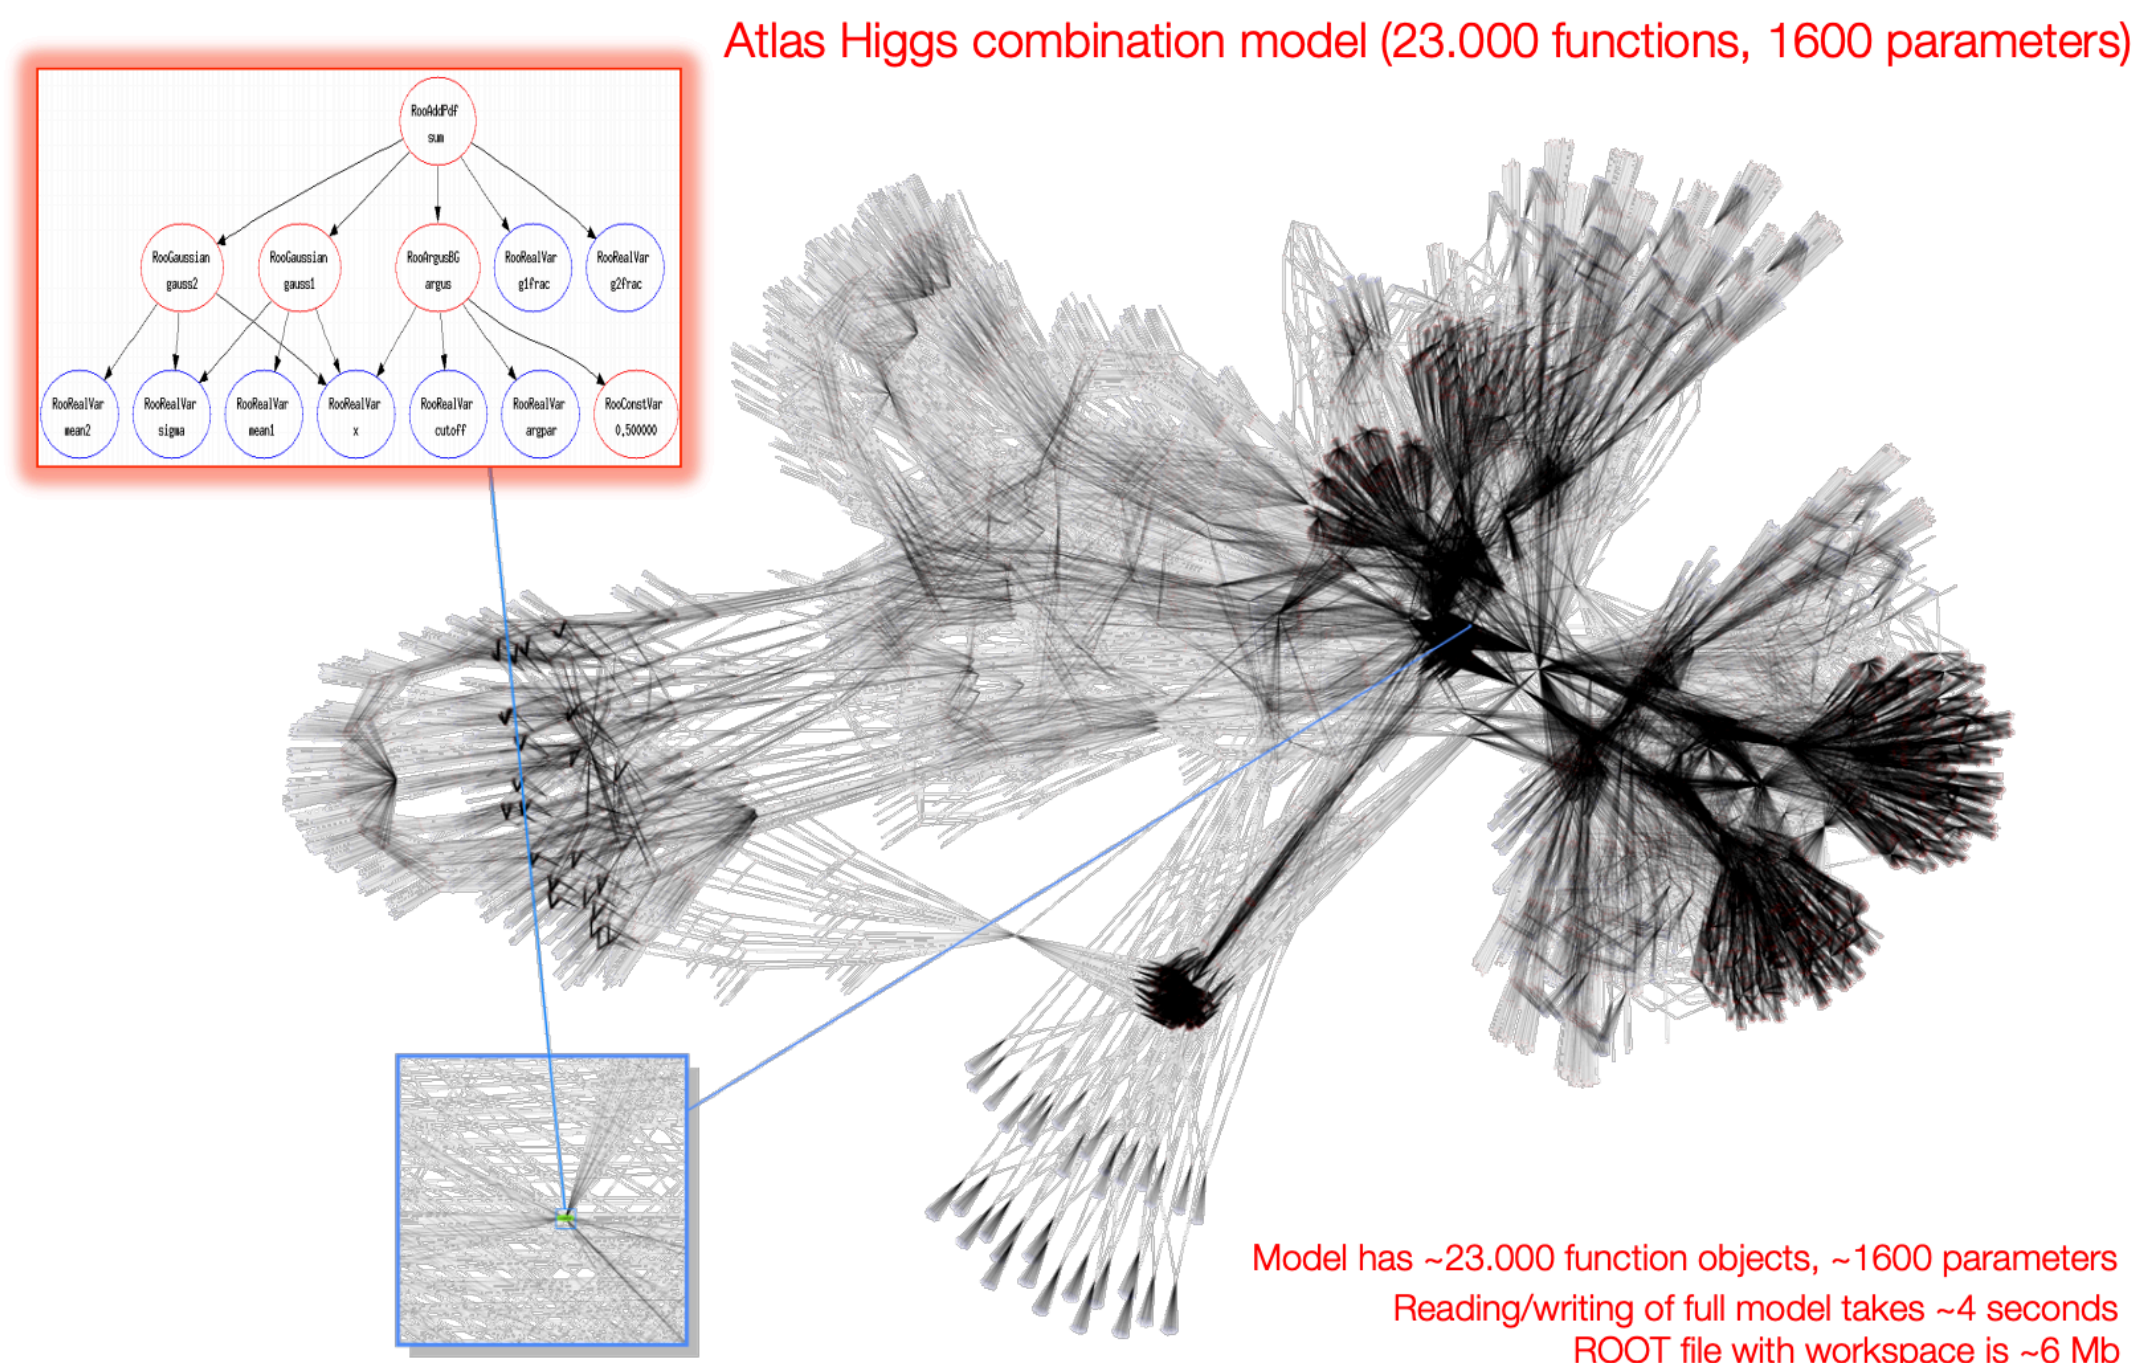 Atlas Higgs combination model (23.000 functions, 1600 parameters)
RooAddPdf
sum
RooGaussian
gauss2
RooGaussian
gauss1
RooArgusBG
argus
RooRealVar
g1frac
RooRealVar
g2frac
RooRealVar
mean2
RooRealVar
sigma
RooRealVar
mean1
RooRealVar
x
RooRealVar
cutoff
RooRealVar
argpar
RooConstVar
0.500000
Model has ~23.000 function objects, ~1600 parameters
Reading/writing of full model takes ~4 seconds
ROOT file with workspace is ~6 Mb